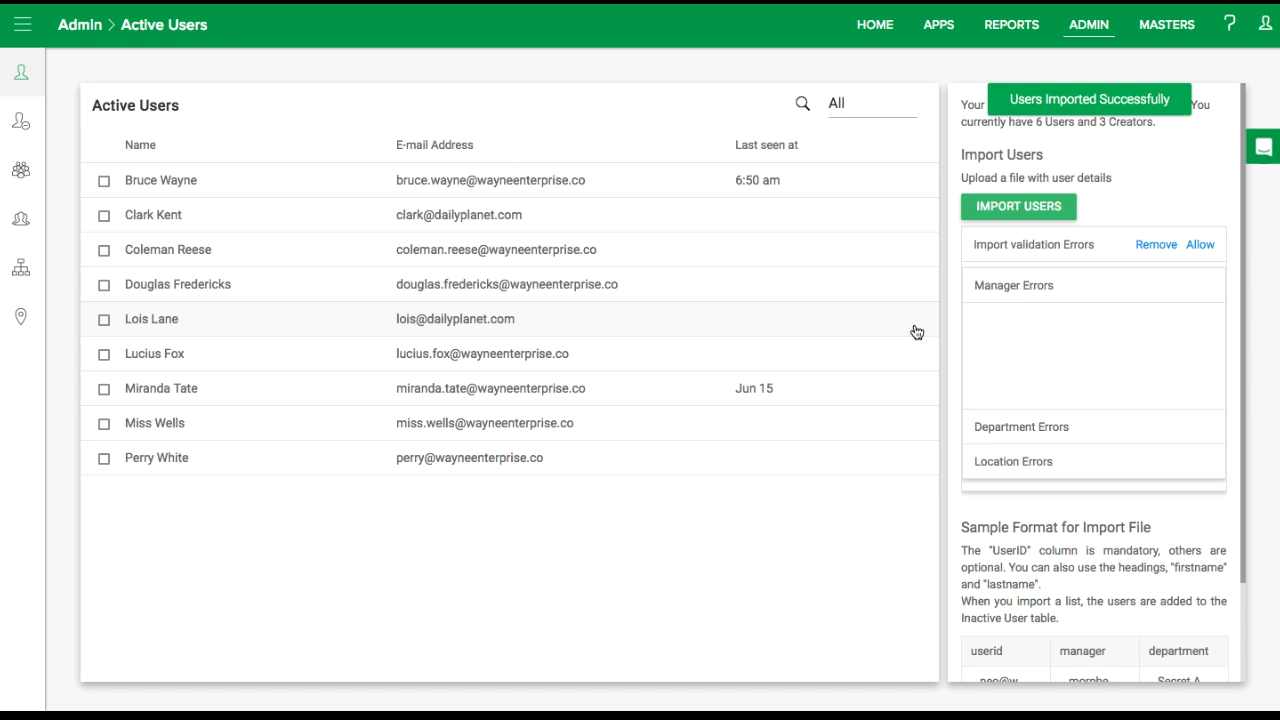 Admin > Active Users
HOME APPS REPORTS ADMIN MASTERS ?
Active Users
All
Name E-mail Address Last seen at
Bruce Wayne bruce.wayne@wayneenterprise.co 6:50 am
Clark Kent clark@dailyplanet.com
Coleman Reese coleman.reese@wayneenterprise.co
Douglas Fredericks douglas.fredericks@wayneenterprise.co
Lois Lane lois@dailyplanet.com
Lucius Fox lucius.fox@wayneenterprise.co
Miranda Tate miranda.tate@wayneenterprise.co Jun 15
Miss Wells miss.wells@wayneenterprise.co
Perry White perry@wayneenterprise.co
Users Imported Successfully
Your You
currently have 6 Users and 3 Creators.
Import Users
Upload a file with user details
IMPORT USERS
Import validation Errors Remove Allow
Manager Errors
Department Errors
Location Errors
Sample Format for Import File
The "UserID" column is mandatory, others are
optional. You can also use the headings, "firstname"
and "lastname".
When you import a list, the users are added to the
Inactive User table.
userid manager department
neo@w morphe Secret A